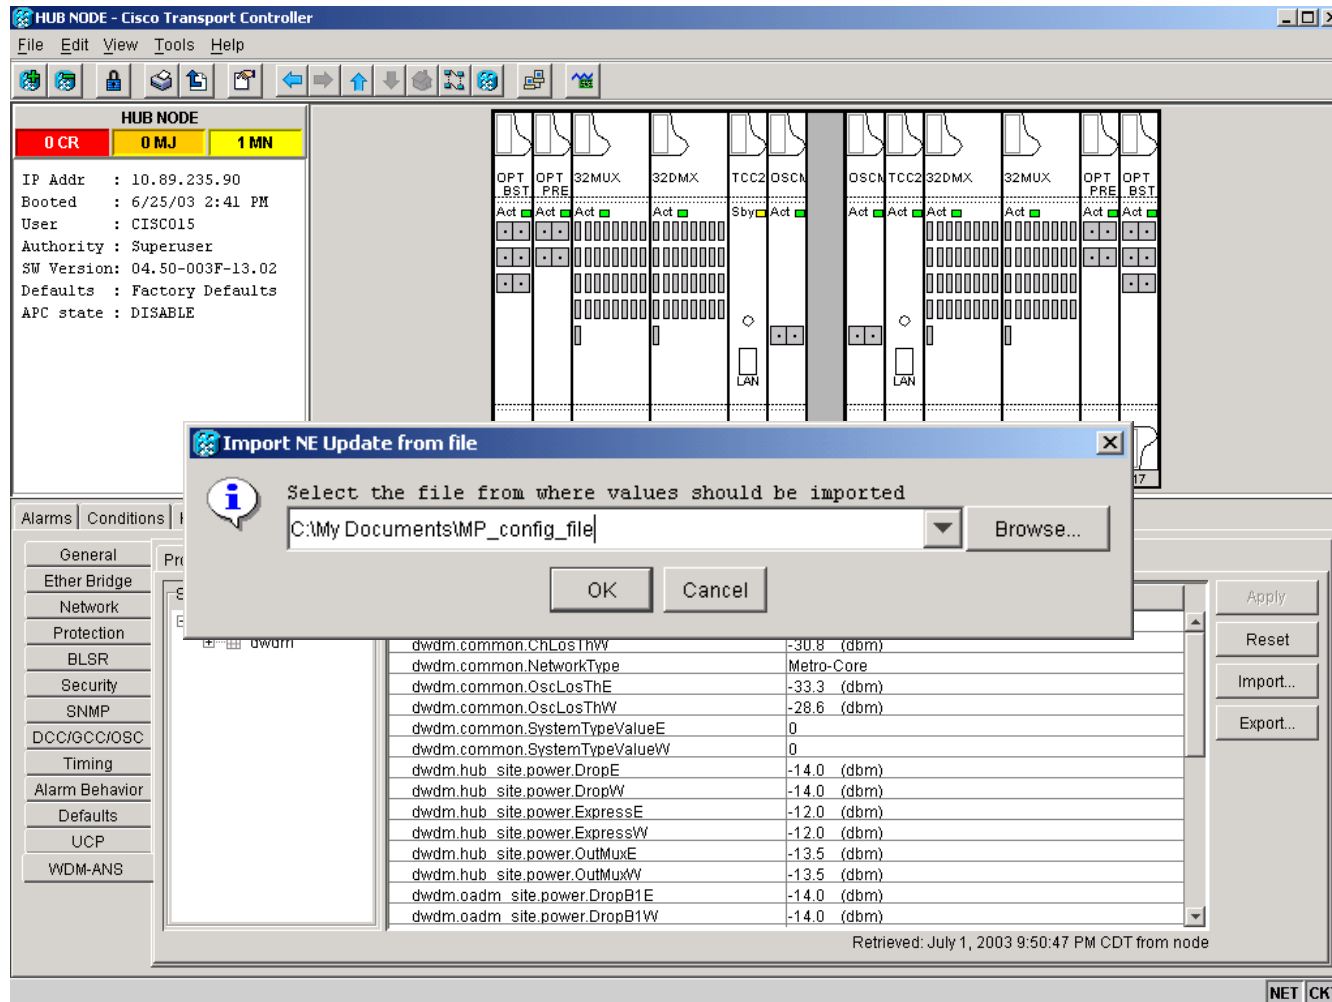 HUB NODE - Cisco Transport Controller
File Edit View Tools Help
HUB NODE
0 CR 0 MJ 1 MN
IP Addr : 10.89.235.90
Booted : 6/25/03 2:41 PM
User : CISCO15
Authority : Superuser
SW Version: 04.50-003F-13.02
Defaults : Factory Defaults
APC state : DISABLE
OPT BST OPT PRE 32MUX 32DMX TCC2 OSCM OSCM TCC2 32DMX 32MUX OPT PRE OPT BST
Act Act Act Act Sby Act Act Act Act Act Act Act
LAN LAN
17
Import NE Update from file
Select the file from where values should be imported
C:\My Documents\MP_config_file
Browse...
OK Cancel
Alarms Conditions
General
Ether Bridge
Network
Protection
BLSR
Security
SNMP
DCC/GCC/OSC
Timing
Alarm Behavior
Defaults
UCP
WDM-ANS
dwdm
dwdm.common.ChLosThW -30.8 (dbm)
dwdm.common.NetworkType Metro-Core
dwdm.common.OscLosThE -33.3 (dbm)
dwdm.common.OscLosThW -28.6 (dbm)
dwdm.common.SystemTypeValueE 0
dwdm.common.SystemTypeValueW 0
dwdm.hub_site.power.DropE -14.0 (dbm)
dwdm.hub_site.power.DropW -14.0 (dbm)
dwdm.hub_site.power.ExpressE -12.0 (dbm)
dwdm.hub_site.power.ExpressW -12.0 (dbm)
dwdm.hub_site.power.OutMuxE -13.5 (dbm)
dwdm.hub_site.power.OutMuxW -13.5 (dbm)
dwdm.oadm_site.power.DropB1E -14.0 (dbm)
dwdm.oadm_site.power.DropB1W -14.0 (dbm)
Apply
Reset
Import...
Export...
Retrieved: July 1, 2003 9:50:47 PM CDT from node
NET CK